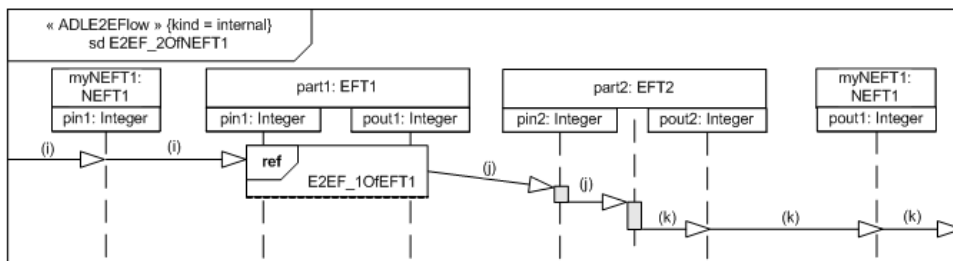 « ADLE2EFlow » {kind = internal}
sd E2EF_2OfNEFT1
myNEFT1:
NEFT1
pin1: Integer
part1: EFT1
pin1: Integer
pout1: Integer
part2: EFT2
pin2: Integer
pout2: Integer
myNEFT1:
NEFT1
pout1: Integer
(i)
(i)
ref
E2EF_1OfEFT1
(j)
(j)
(k)
(k)
(k)